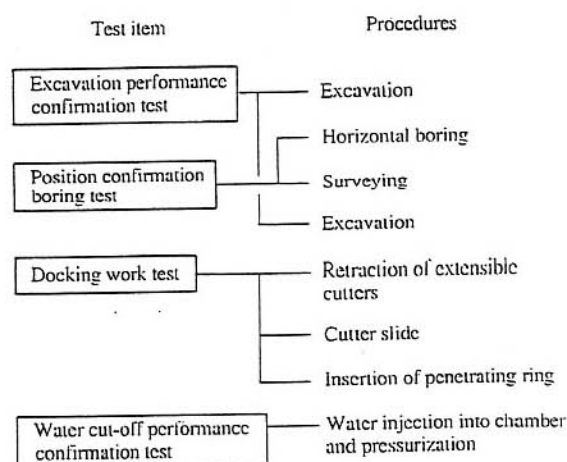 Test item
Procedures
Excavation performance
confirmation test
Excavation
Horizontal boring
Position confirmation
boring test
Surveying
Excavation
Docking work test
Retraction of extensible
cutters
Cutter slide
Insertion of penetrating ring
Water cut-off performance
confirmation test
Water injection into chamber
and pressurization